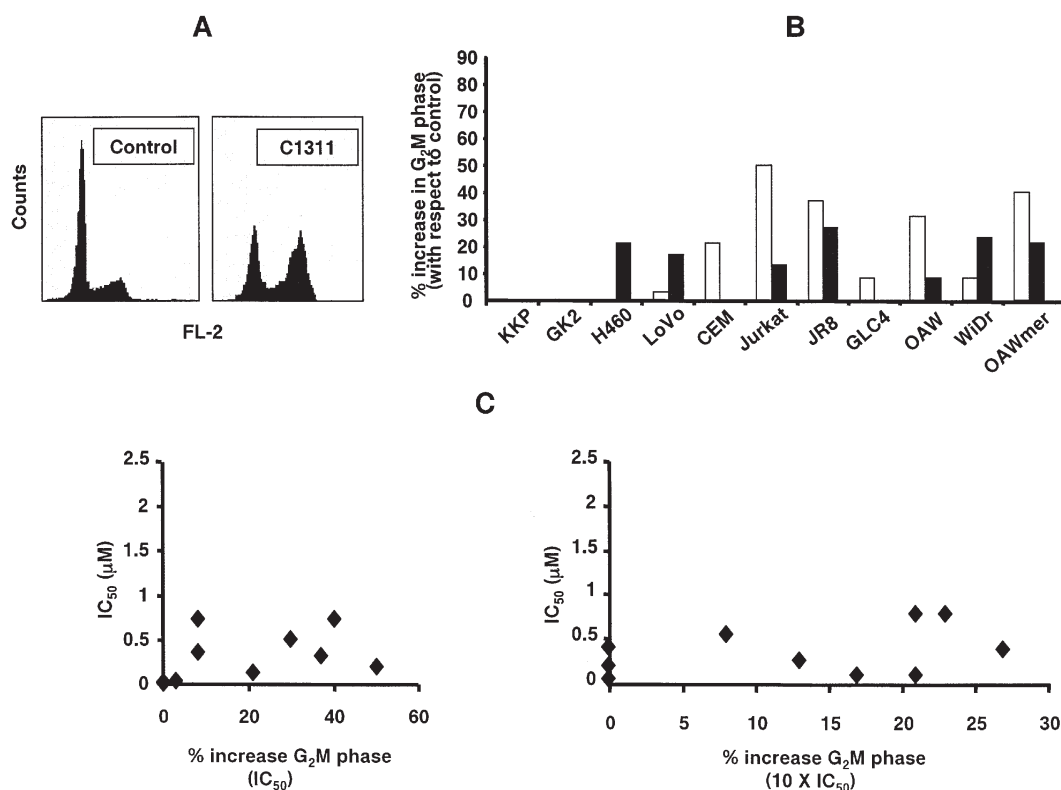 A
Control
C1311
Counts
FL-2
B
% increase in G₂M phase
(with respect to control)
90
80
70
60
50
40
30
20
10
0
KKP
GK2
H460
LoVo
CEM
Jurkat
JR8
GLC4
OAW
WiDr
OAWmer
C
IC₅₀ (μM)
2.5
2
1.5
1
0.5
0
0 20 40 60
% increase G₂M phase
(IC₅₀)
IC₅₀ (μM)
2.5
2
1.5
1
0.5
0
0 5 10 15 20 25 30
% increase G₂M phase
(10 X IC₅₀)